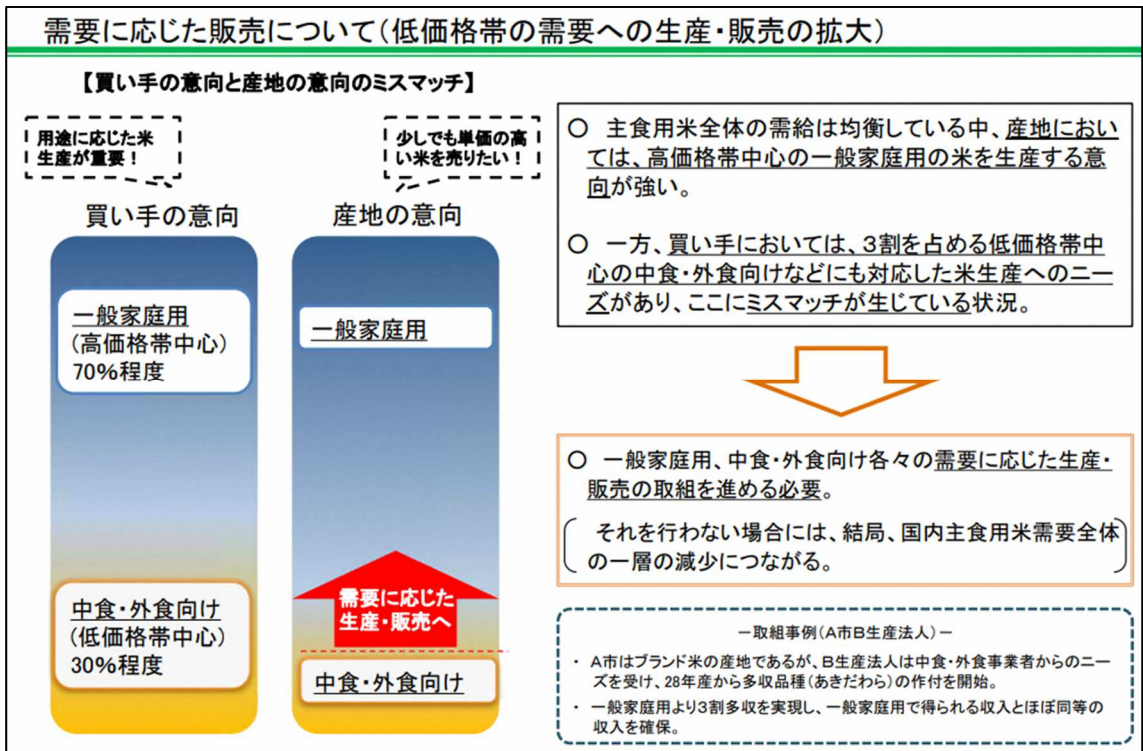 需要に応じた販売について(低価格帯の需要への生産・販売の拡大)
【買い手の意向と産地の意向のミスマッチ】
用途に応じた米
生産が重要!
少しでも単価の高
い米を売りたい!
買い手の意向
産地の意向
一般家庭用
(高価格帯中心)
70%程度
一般家庭用
中食・外食向け
(低価格帯中心)
30%程度
需要に応じた
生産・販売へ
中食・外食向け
○ 主食用米全体の需給は均衡している中、産地におい
ては、高価格帯中心の一般家庭用の米を生産する意
向が強い。
○ 一方、買い手においては、3割を占める低価格帯中
心の中食・外食向けなどにも対応した米生産へのニー
ズがあり、ここにミスマッチが生じている状況。
○ 一般家庭用、中食・外食向け各々の需要に応じた生産・
販売の取組を進める必要。
それを行わない場合には、結局、国内主食用米需要全体
の一層の減少につながる。
-取組事例(A市B生産法人)-
・ A市はブランド米の産地であるが、B生産法人は中食・外食事業者からのニー
ズを受け、28年産から多収品種(あきだわら)の作付を開始。
・ 一般家庭用より3割多収を実現し、一般家庭用で得られる収入とほぼ同等の
収入を確保。